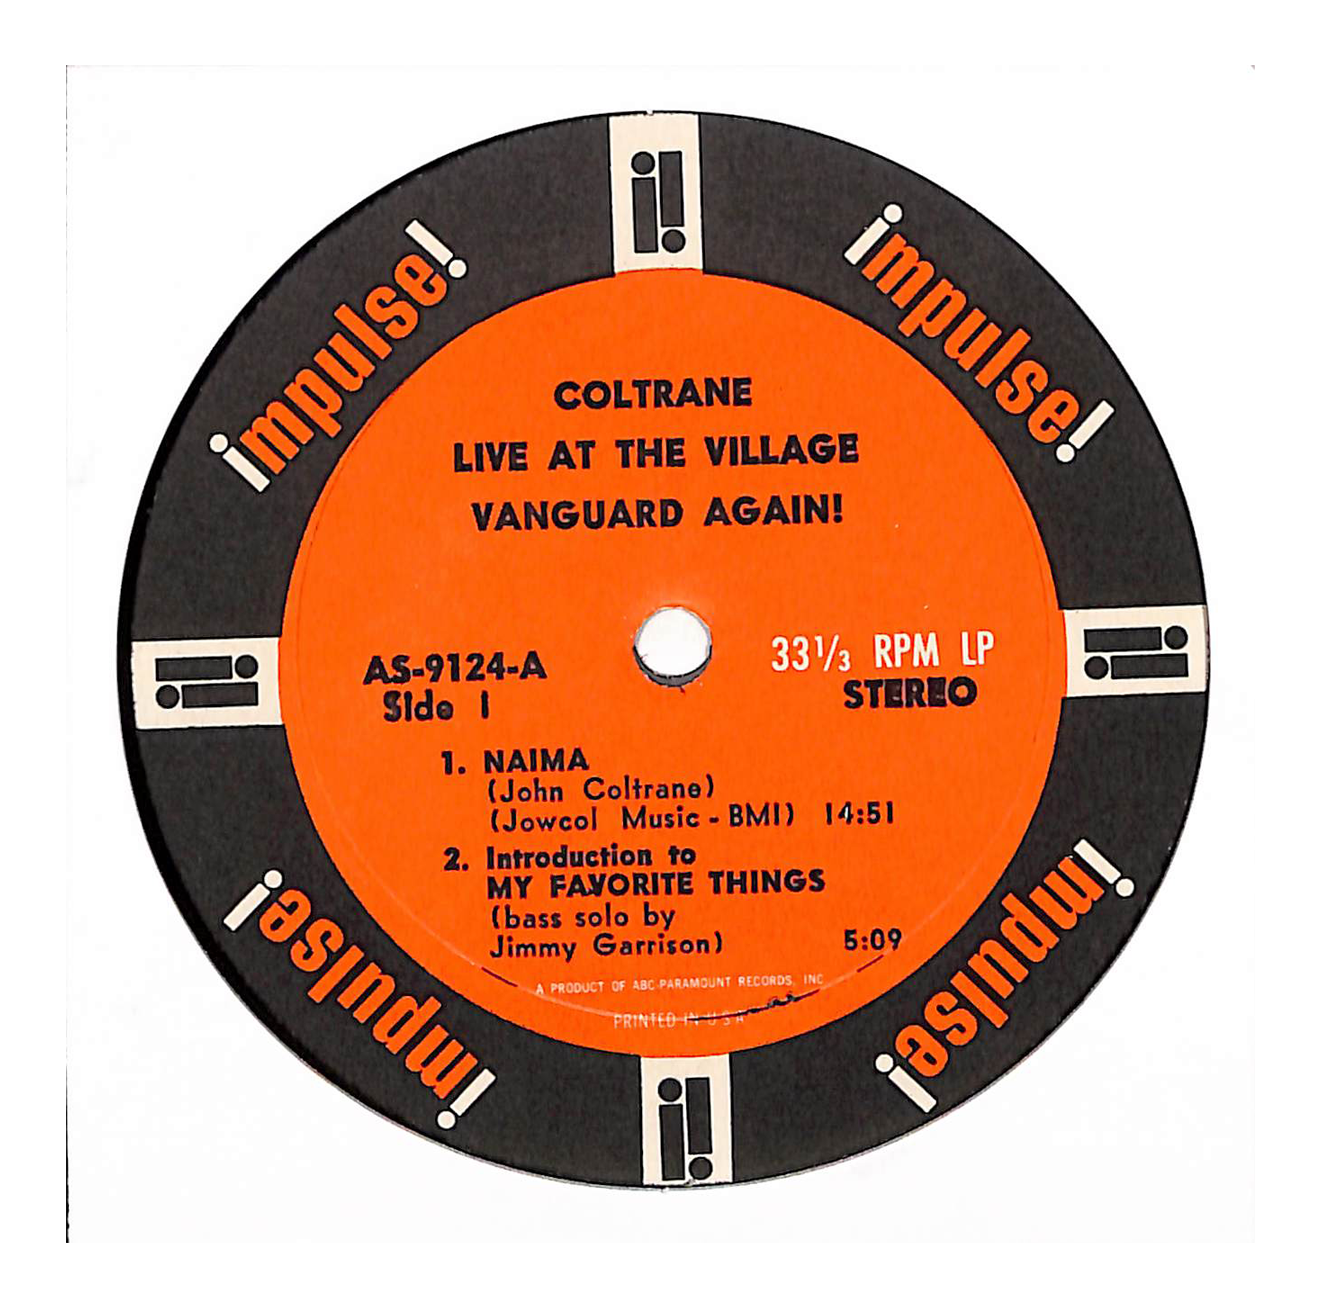 impulse!
impulse!
COLTRANE
LIVE AT THE VILLAGE
VANGUARD AGAIN!
AS-9124-A
Side 1
33⅓ RPM LP
STEREO
1. NAIMA
(John Coltrane)
(Jowcol Music - BMI) 14:51
2. Introduction to
MY FAVORITE THINGS
(bass solo by
Jimmy Garrison) 5:09
A PRODUCT OF ABC-PARAMOUNT RECORDS, INC
PRINTED IN U S A
impulse!
impulse!